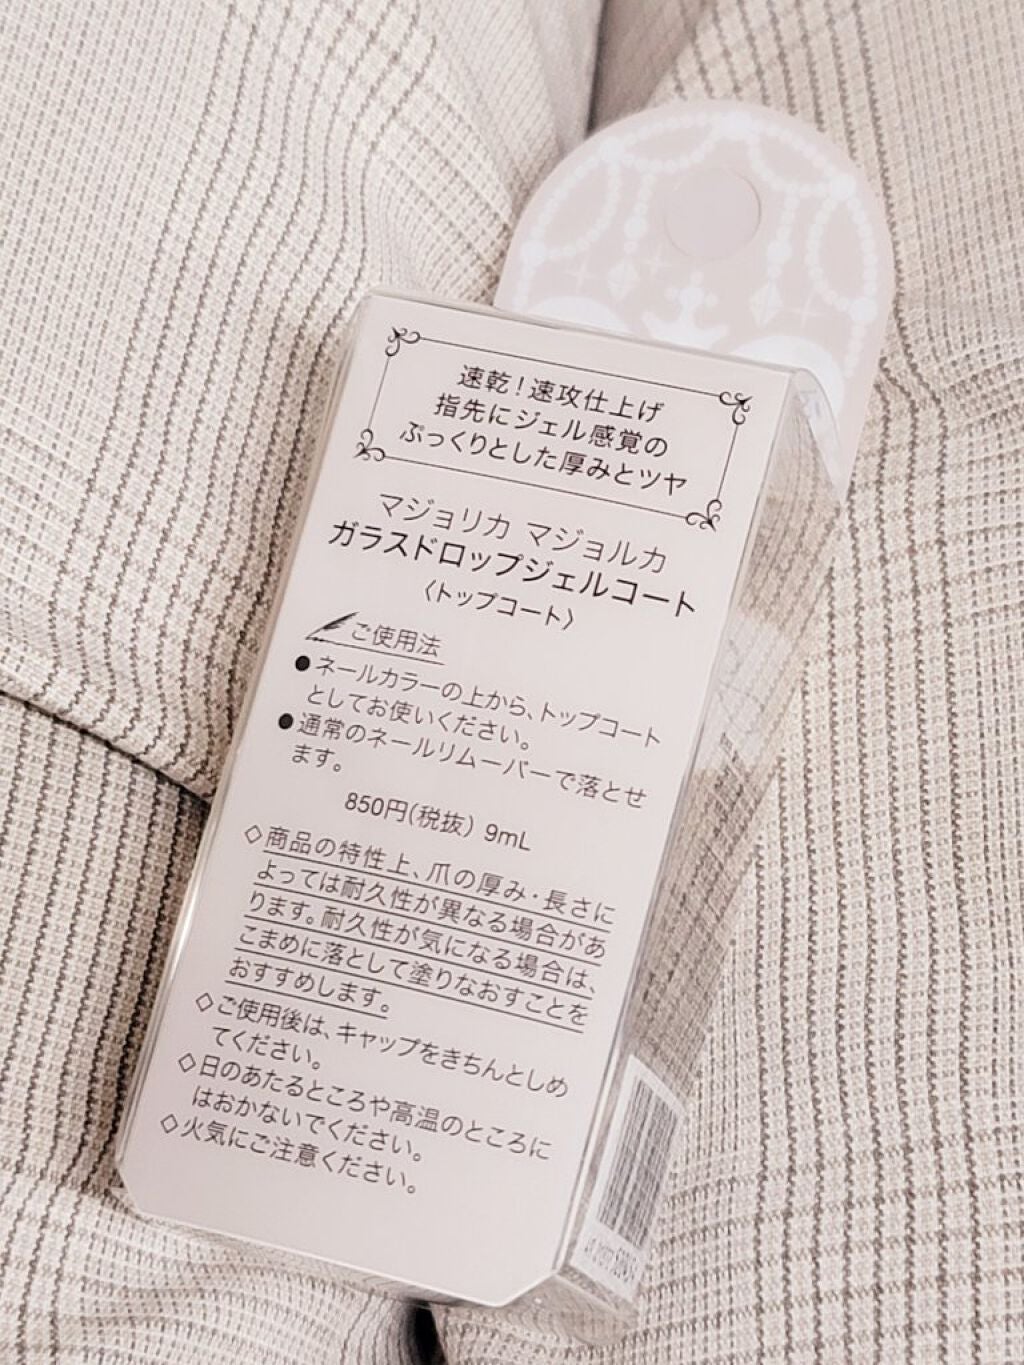 速乾！速攻仕上げ
指先にジェル感覚の
ぷっくりとした厚みとツヤ
マジョリカ マジョルカ
ガラスドロップジェルコート
〈トップコート〉
ご使用法
●ネールカラーの上から、トップコート
としてお使いください。
●通常のネールリムーバーで落とせ
ます。
850円(税抜) 9mL
◇商品の特性上、爪の厚み・長さに
よっては耐久性が異なる場合があ
ります。耐久性が気になる場合は、
こまめに落として塗りなおすことを
おすすめします。
◇ご使用後は、キャップをきちんとしめ
てください。
◇日のあたるところや高温のところに
はおかないでください。
◇火気にご注意ください。